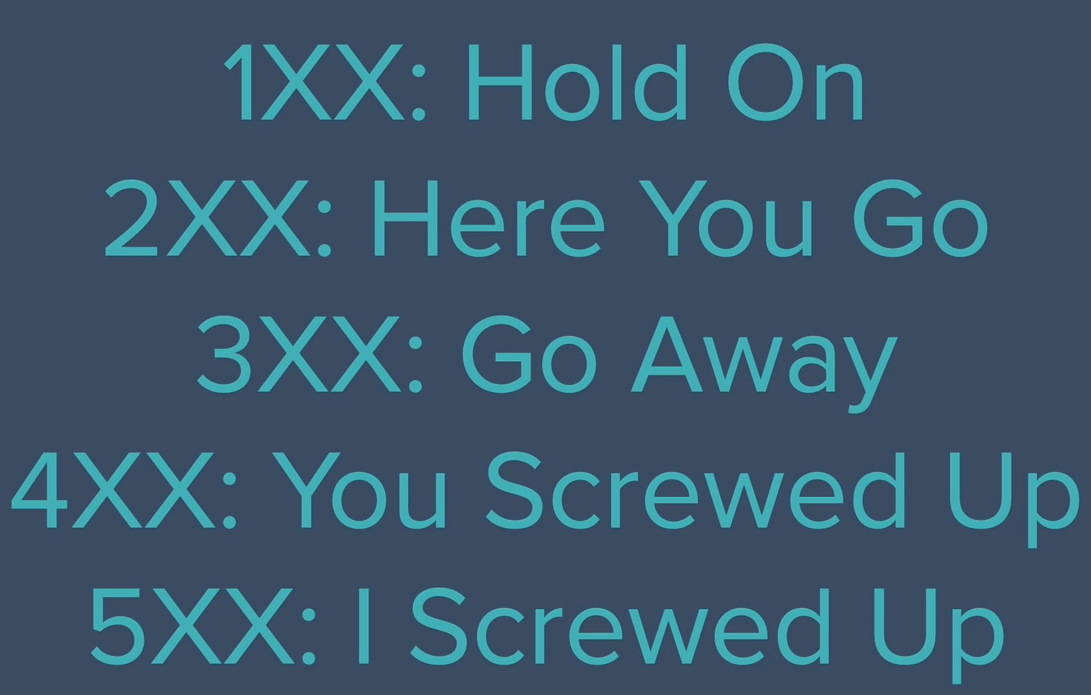 1XX: Hold On
2XX: Here You Go
3XX: Go Away
4XX: You Screwed Up
5XX: I Screwed Up